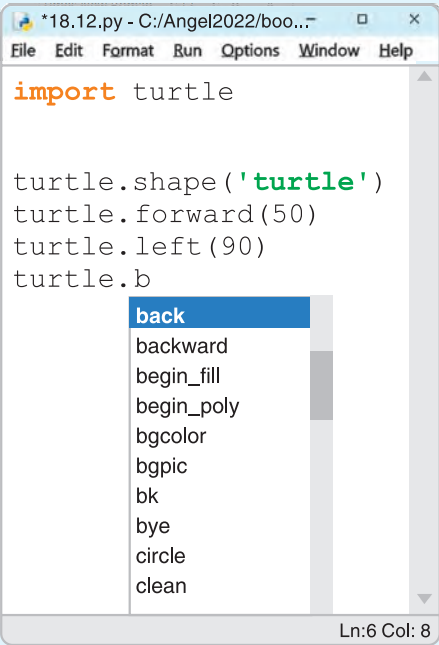 *18.12.py - C:/Angel2022/boo...
File Edit Format Run Options Window Help
import turtle
turtle.shape('turtle')
turtle.forward(50)
turtle.left(90)
turtle.b
back
backward
begin_fill
begin_poly
bgcolor
bgpic
bk
bye
circle
clean
Ln:6 Col: 8